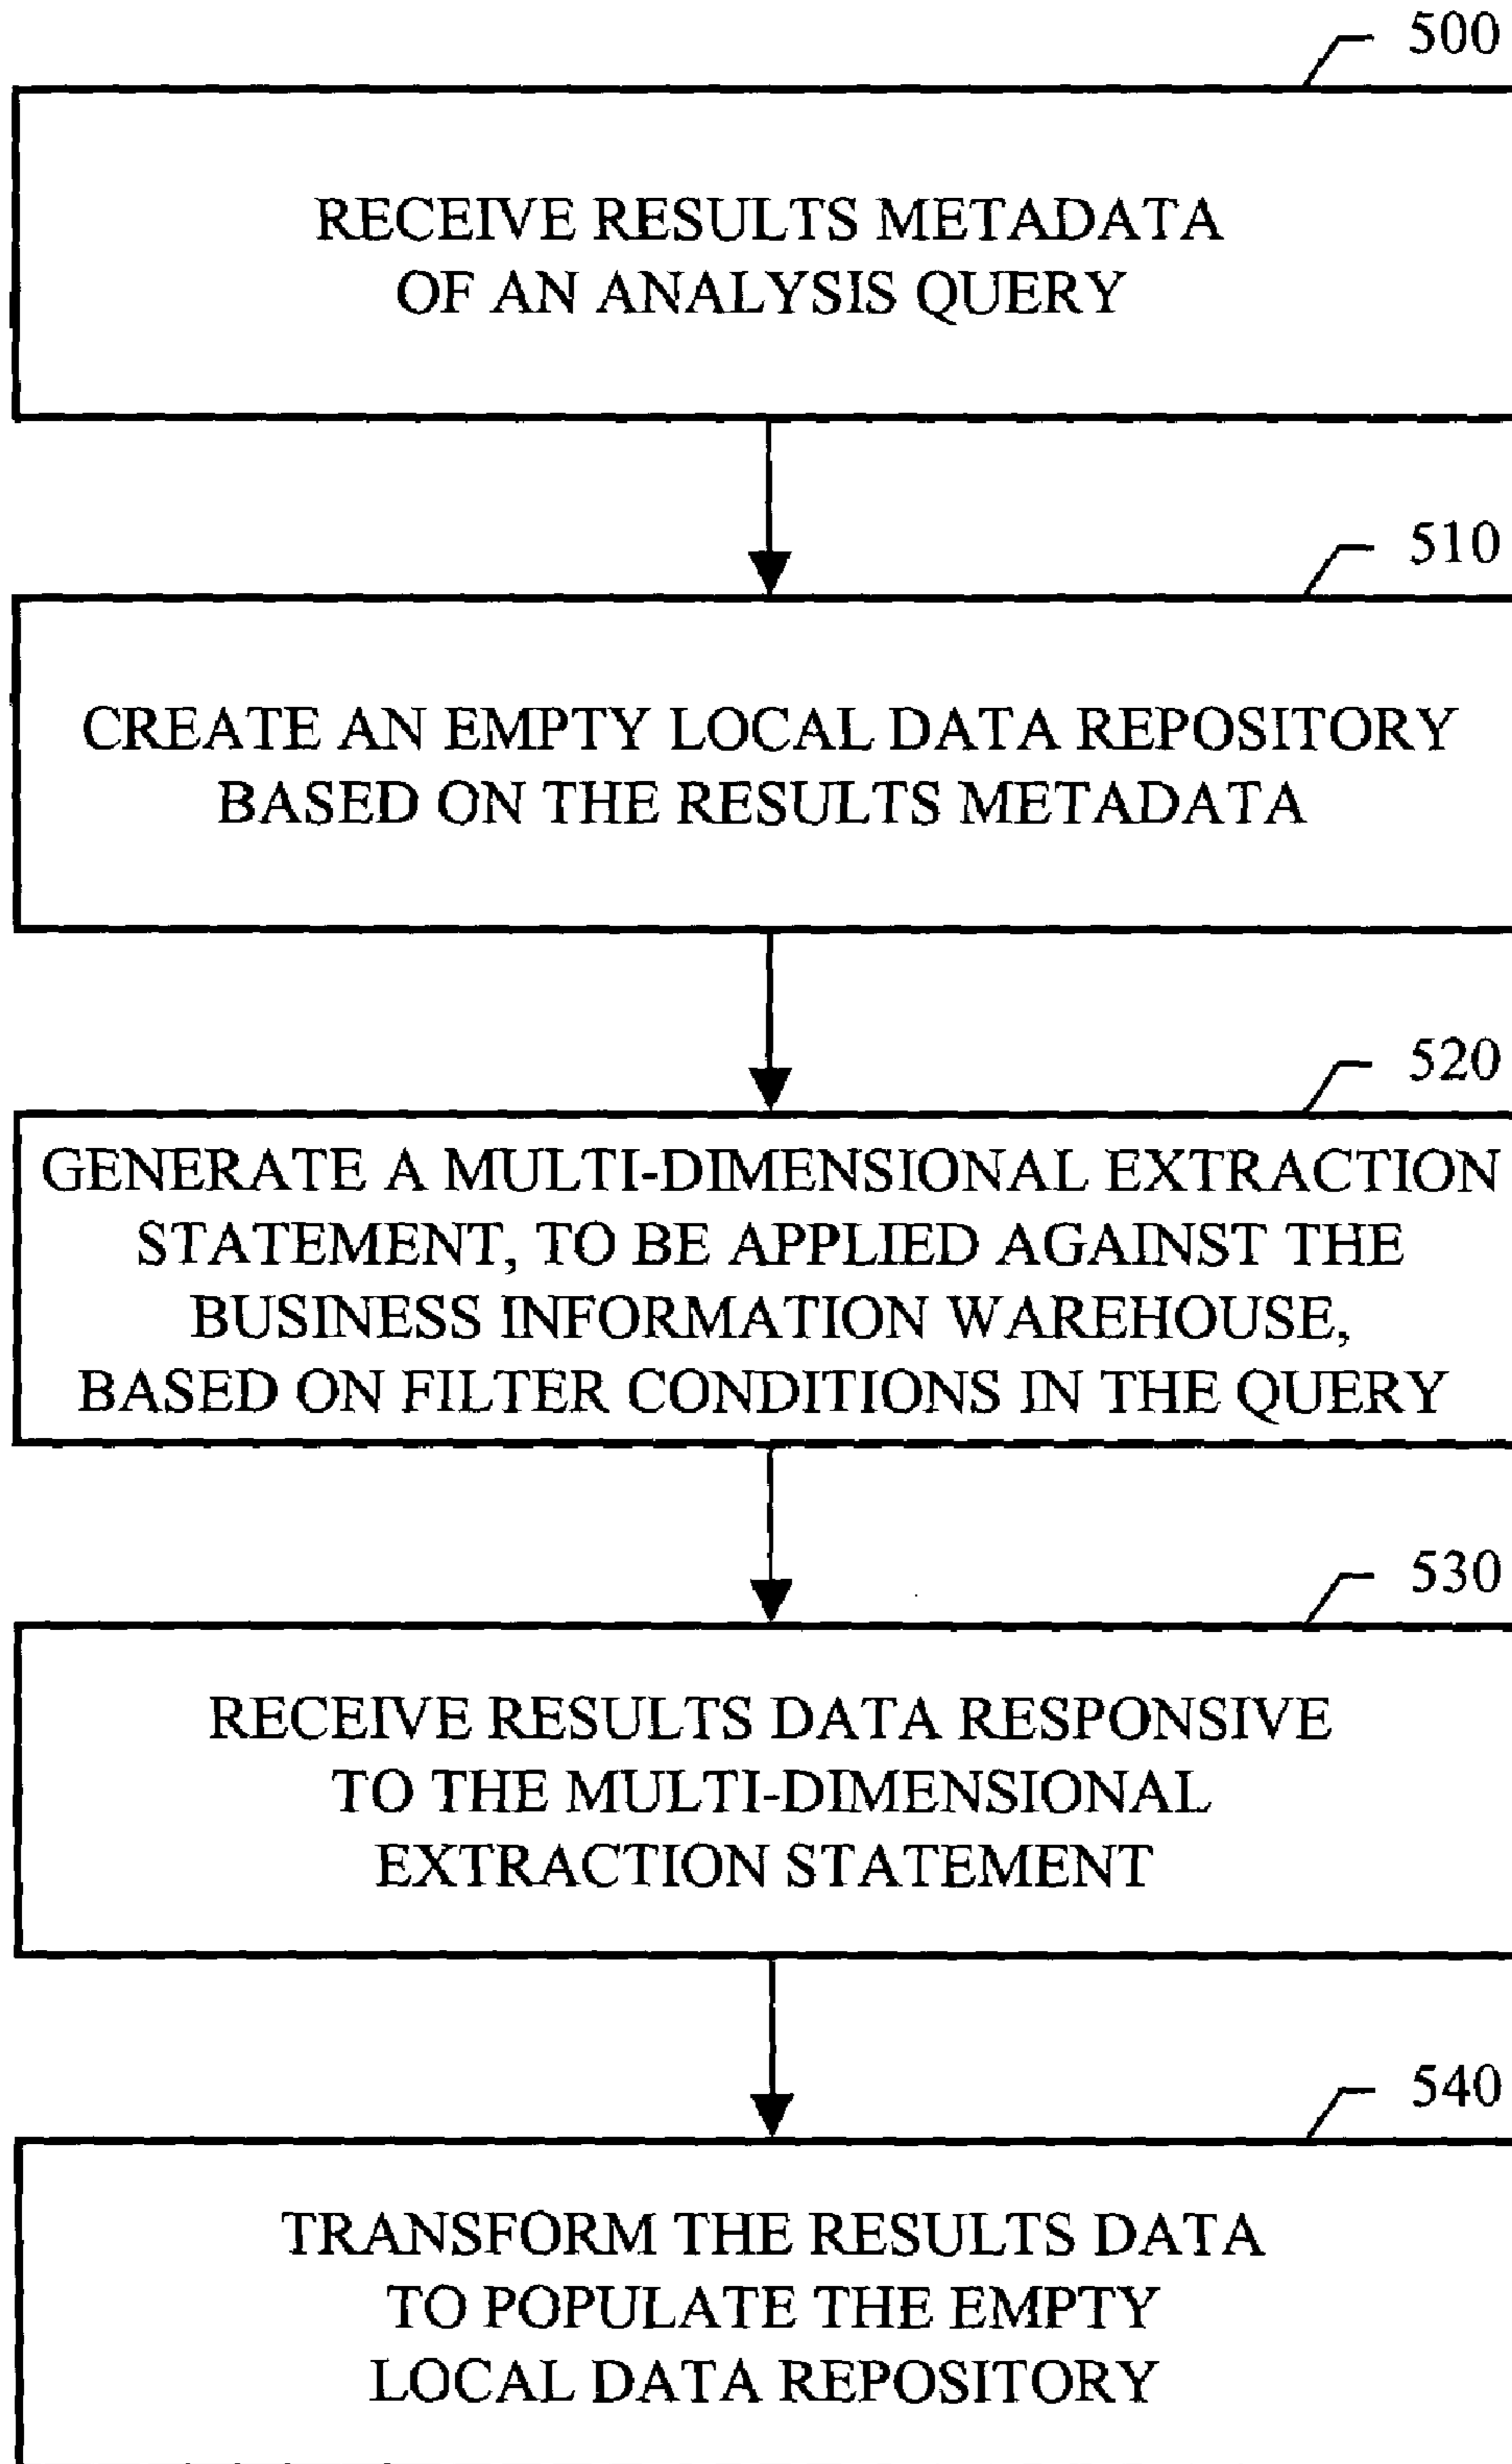 500
RECEIVE RESULTS METADATA
OF AN ANALYSIS QUERY
510
CREATE AN EMPTY LOCAL DATA REPOSITORY
BASED ON THE RESULTS METADATA
520
GENERATE A MULTI-DIMENSIONAL EXTRACTION
STATEMENT, TO BE APPLIED AGAINST THE
BUSINESS INFORMATION WAREHOUSE,
BASED ON FILTER CONDITIONS IN THE QUERY
530
RECEIVE RESULTS DATA RESPONSIVE
TO THE MULTI-DIMENSIONAL
EXTRACTION STATEMENT
540
TRANSFORM THE RESULTS DATA
TO POPULATE THE EMPTY
LOCAL DATA REPOSITORY